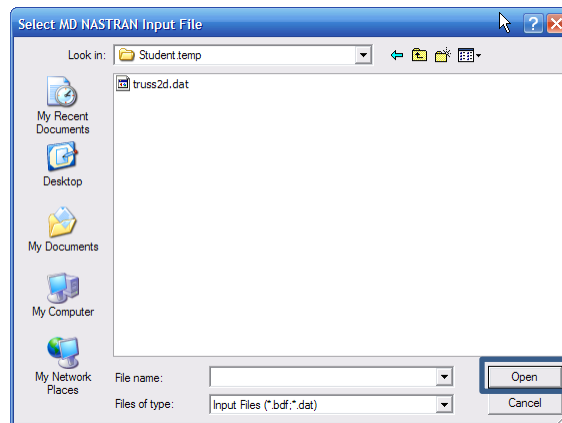 Select MD NASTRAN Input File
Look in:
Student.temp
truss2d.dat
My Recent
Documents
Desktop
My Documents
My Computer
My Network
Places
File name:
Open
Files of type:
Input Files (*.bdf;*.dat)
Cancel